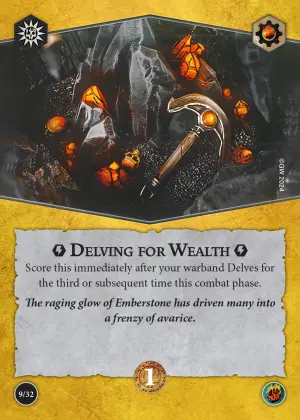 ©GW 2024
DELVING FOR WEALTH
Score this immediately after your warband Delves for
the third or subsequent time this combat phase.
The raging glow of Emberstone has driven many into
a frenzy of avarice.
1
9/32